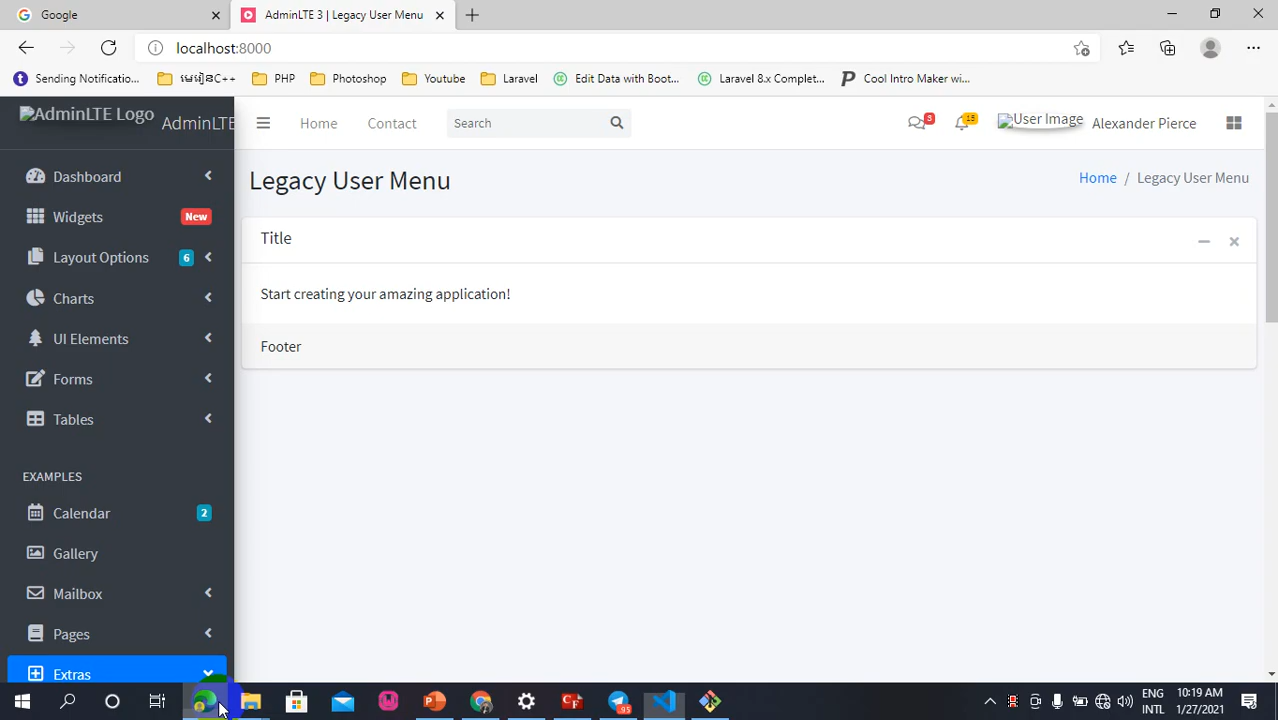 Google
AdminLTE 3 | Legacy User Menu
localhost:8000
Sending Notificatio...
PHP
Photoshop
Youtube
Laravel
Edit Data with Boot...
Laravel 8.x Complet...
Cool Intro Maker wi...
AdminLTE Logo
AdminLTE
Home
Contact
Search
3
15
User Image
Alexander Pierce
Dashboard
Widgets
New
Layout Options
6
Charts
UI Elements
Forms
Tables
EXAMPLES
Calendar
2
Gallery
Mailbox
Pages
Extras
Legacy User Menu
Home / Legacy User Menu
Title
Start creating your amazing application!
Footer
95
ENG
INTL
10:19 AM
1/27/2021